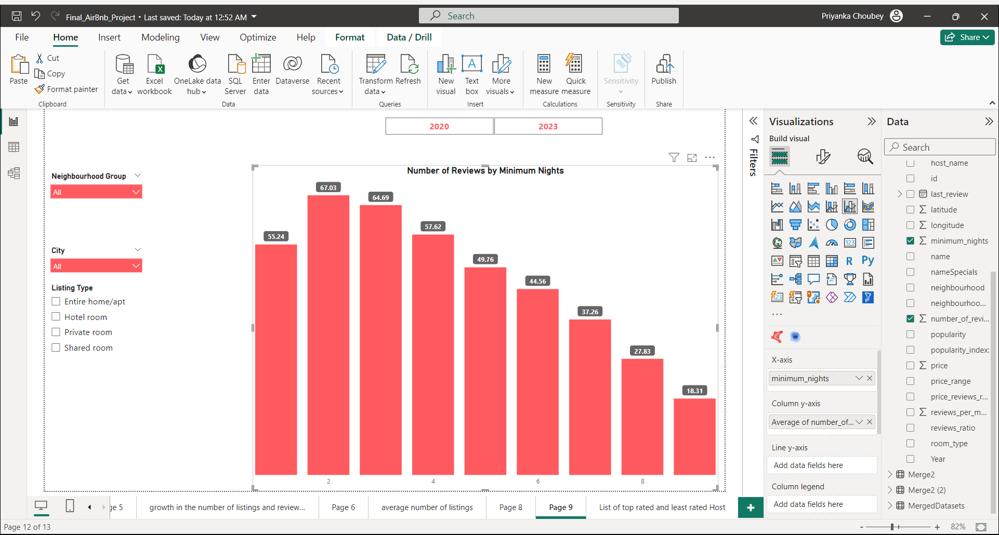 Final_AirBnb_Project • Last saved: Today at 12:52 AM
Search
Priyanka Choubey
File
Home
Insert
Modeling
View
Optimize
Help
Format
Data / Drill
Share
Paste
Cut
Copy
Format painter
Clipboard
Get data
Excel workbook
OneLake data hub
SQL Server
Enter data
Dataverse
Recent sources
Data
Transform data
Refresh
Queries
New visual
A
Text box
More visuals
Insert
New measure
Quick measure
Calculations
Sensitivity
Sensitivity
Publish
Share
2020
2023
Neighbourhood Group
All
City
All
Listing Type
Entire home/apt
Hotel room
Private room
Shared room
Number of Reviews by Minimum Nights
55.24
67.03
64.69
57.62
49.76
44.56
37.26
27.83
18.31
2
4
6
8
Filters
Visualizations
Build visual
123
R
Py
123
...
X-axis
minimum_nights
Column y-axis
Average of number_of...
Line y-axis
Add data fields here
Column legend
Add data fields here
Data
Search
host_name
id
last_review
latitude
longitude
minimum_nights
name
nameSpecials
neighbourhood
neighbourhoo...
number_of_revi...
popularity
popularity_index:
price
price_range
price_reviews_r...
reviews_per_m...
reviews_ratio
room_type
Year
Merge2
Merge2 (2)
MergedDatasets
ge 5
growth in the number of listings and review...
Page 6
average number of listings
Page 8
Page 9
List of top rated and least rated Host
+
Page 12 of 13
-
+
82%